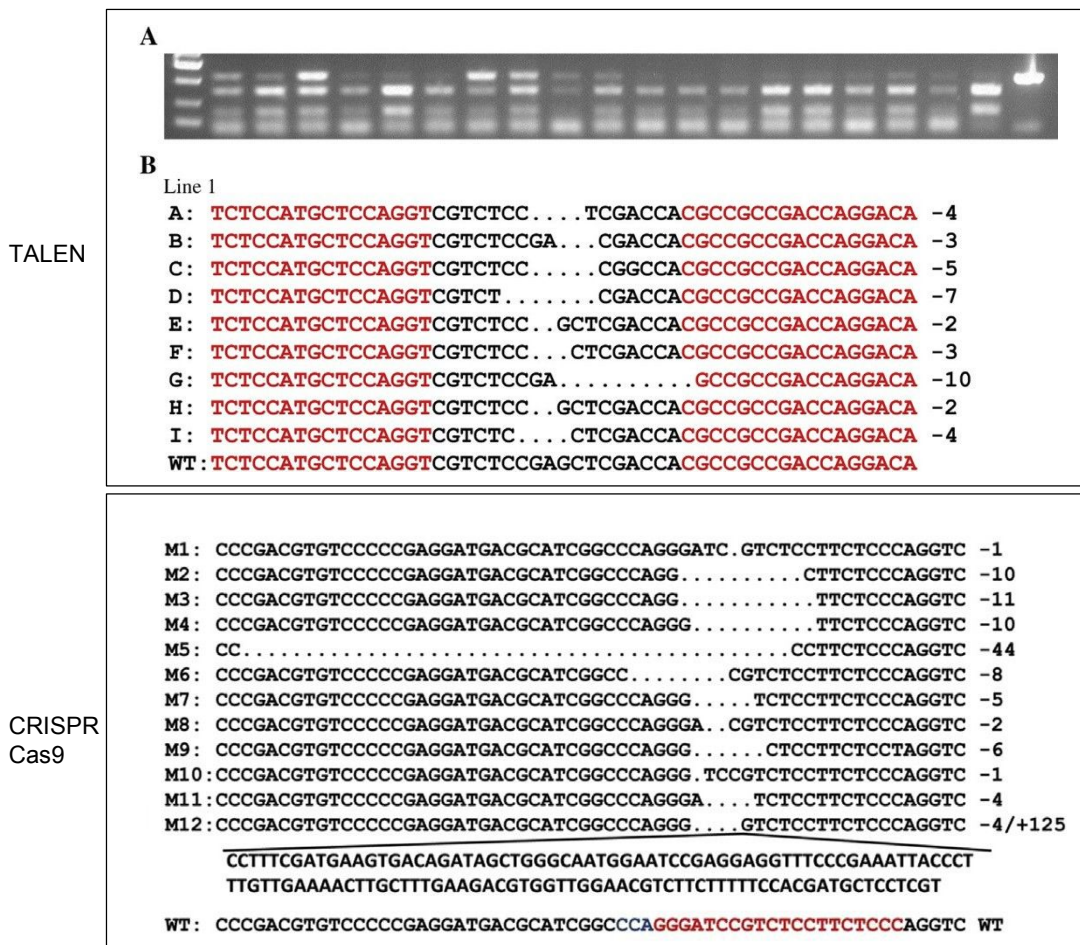 A
B
Line 1
TALEN
A: TCTCCATGCTCCAGGTCGTCTCC....TCGACCACGCCGCCGACCAGGACA -4
B: TCTCCATGCTCCAGGTCGTCTCCGA...CGACCACGCCGCCGACCAGGACA -3
C: TCTCCATGCTCCAGGTCGTCTCC.....CGGCCACGCCGCCGACCAGGACA -5
D: TCTCCATGCTCCAGGTCGTCT.......CGACCACGCCGCCGACCAGGACA -7
E: TCTCCATGCTCCAGGTCGTCTCC..GCTCGACCACGCCGCCGACCAGGACA -2
F: TCTCCATGCTCCAGGTCGTCTCC...CTCGACCACGCCGCCGACCAGGACA -3
G: TCTCCATGCTCCAGGTCGTCTCCGA..........GCCGCCGACCAGGACA -10
H: TCTCCATGCTCCAGGTCGTCTCC..GCTCGACCACGCCGCCGACCAGGACA -2
I: TCTCCATGCTCCAGGTCGTCTC....CTCGACCACGCCGCCGACCAGGACA -4
WT:TCTCCATGCTCCAGGTCGTCTCCGAGCTCGACCACGCCGCCGACCAGGACA
CRISPR
Cas9
M1: CCCGACGTGTCCCCCGAGGATGACGCATCGGCCCAGGGATC.GTCTCCTTCTCCCAGGTC -1
M2: CCCGACGTGTCCCCCGAGGATGACGCATCGGCCCAGG..........CTTCTCCCAGGTC -10
M3: CCCGACGTGTCCCCCGAGGATGACGCATCGGCCCAGG...........TTCTCCCAGGTC -11
M4: CCCGACGTGTCCCCCGAGGATGACGCATCGGCCCAGGG..........TTCTCCCAGGTC -10
M5: CC............................................CCTTCTCCCAGGTC -44
M6: CCCGACGTGTCCCCCGAGGATGACGCATCGGCC........CGTCTCCTTCTCCCAGGTC -8
M7: CCCGACGTGTCCCCCGAGGATGACGCATCGGCCCAGGG.....TCTCCTTCTCCCAGGTC -5
M8: CCCGACGTGTCCCCCGAGGATGACGCATCGGCCCAGGGA..CGTCTCCTTCTCCCAGGTC -2
M9: CCCGACGTGTCCCCCGAGGATGACGCATCGGCCCAGGG......CTCCTTCTCCTAGGTC -6
M10:CCCGACGTGTCCCCCGAGGATGACGCATCGGCCCAGGG.TCCGTCTCCTTCTCCCAGGTC -1
M11:CCCGACGTGTCCCCCGAGGATGACGCATCGGCCCAGGGA....TCTCCTTCTCCCAGGTC -4
M12:CCCGACGTGTCCCCCGAGGATGACGCATCGGCCCAGGG....GTCTCCTTCTCCCAGGTC -4/+125
CCTTTCGATGAAGTGACAGATAGCTGGGCAATGGAATCCGAGGAGGTTTCCCGAAATTACCCT
TTGTTGAAAACTTGCTTTGAAGACGTGGTTGGAACGTCTTCTTTTTCCACGATGCTCCTCGT
WT: CCCGACGTGTCCCCCGAGGATGACGCATCGGCCCAGGGATCCGTCTCCTTCTCCCAGGTC WT